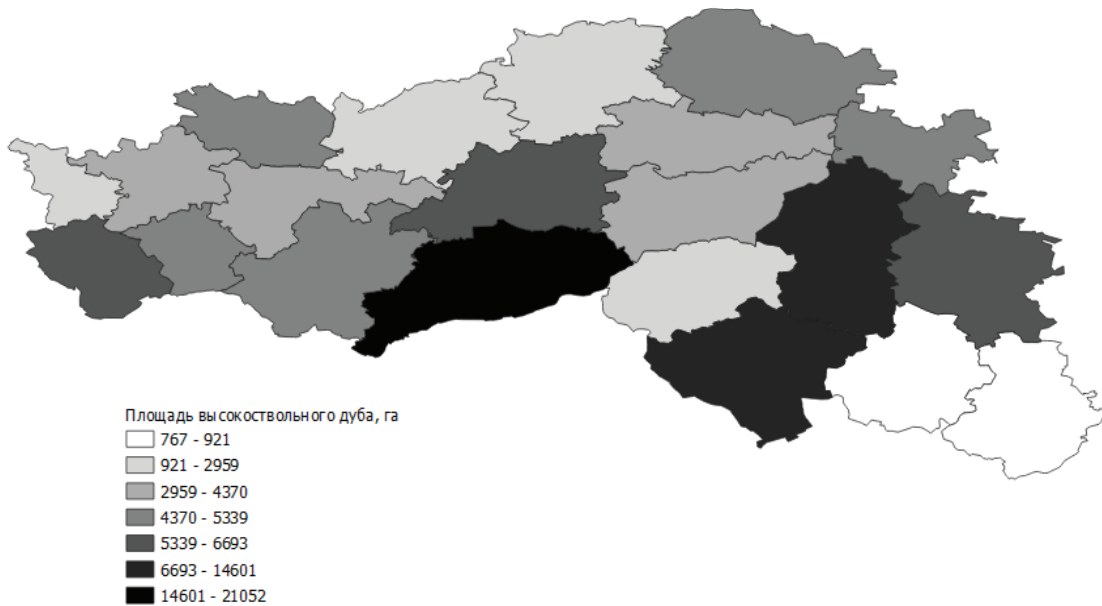 Площадь высокоствольного дуба, га
767 - 921
921 - 2959
2959 - 4370
4370 - 5339
5339 - 6693
6693 - 14601
14601 - 21052